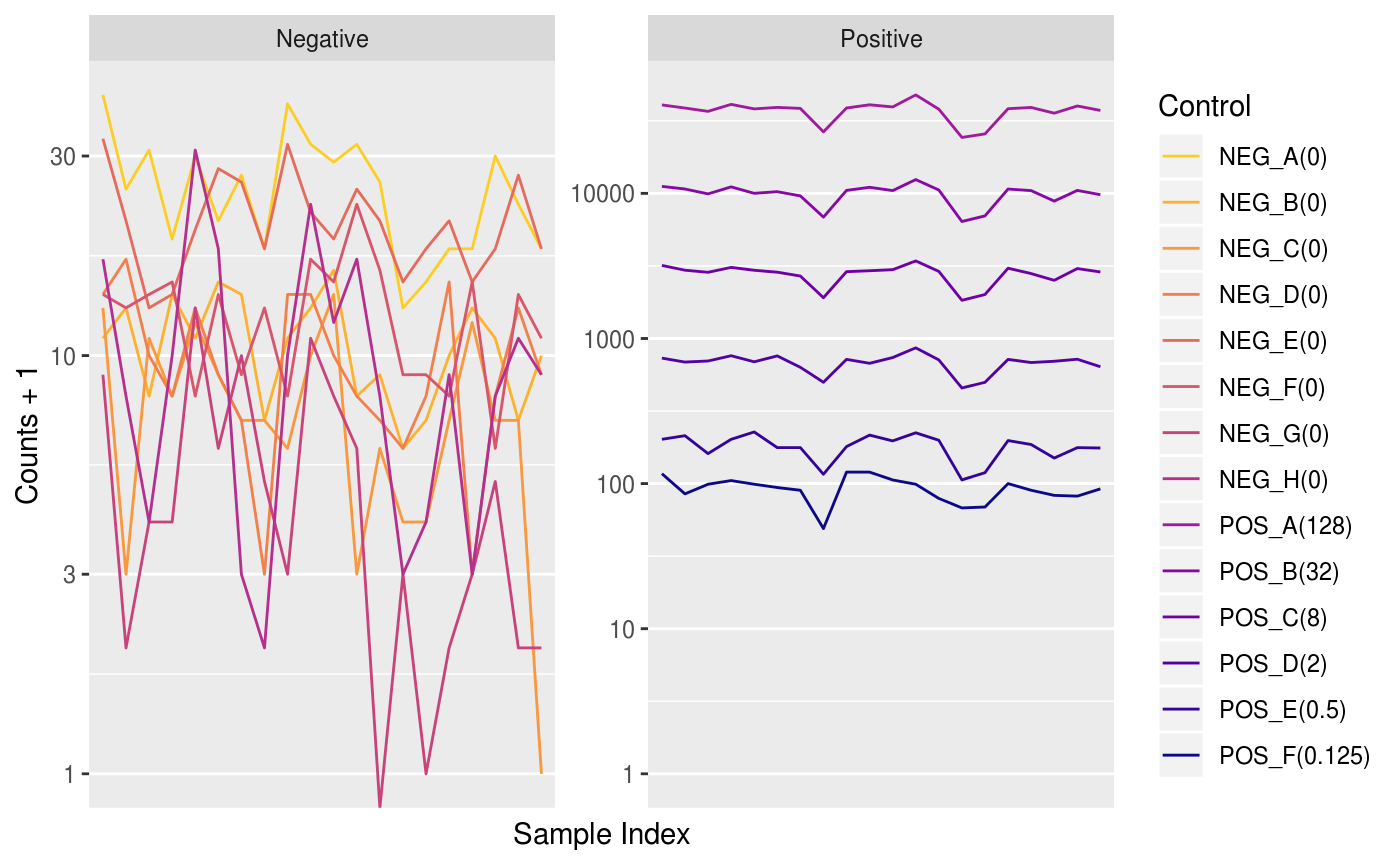 Negative
Positive
Counts + 1
30
10
3
1
10000
1000
100
10
1
Sample Index
Control
NEG_A(0)
NEG_B(0)
NEG_C(0)
NEG_D(0)
NEG_E(0)
NEG_F(0)
NEG_G(0)
NEG_H(0)
POS_A(128)
POS_B(32)
POS_C(8)
POS_D(2)
POS_E(0.5)
POS_F(0.125)